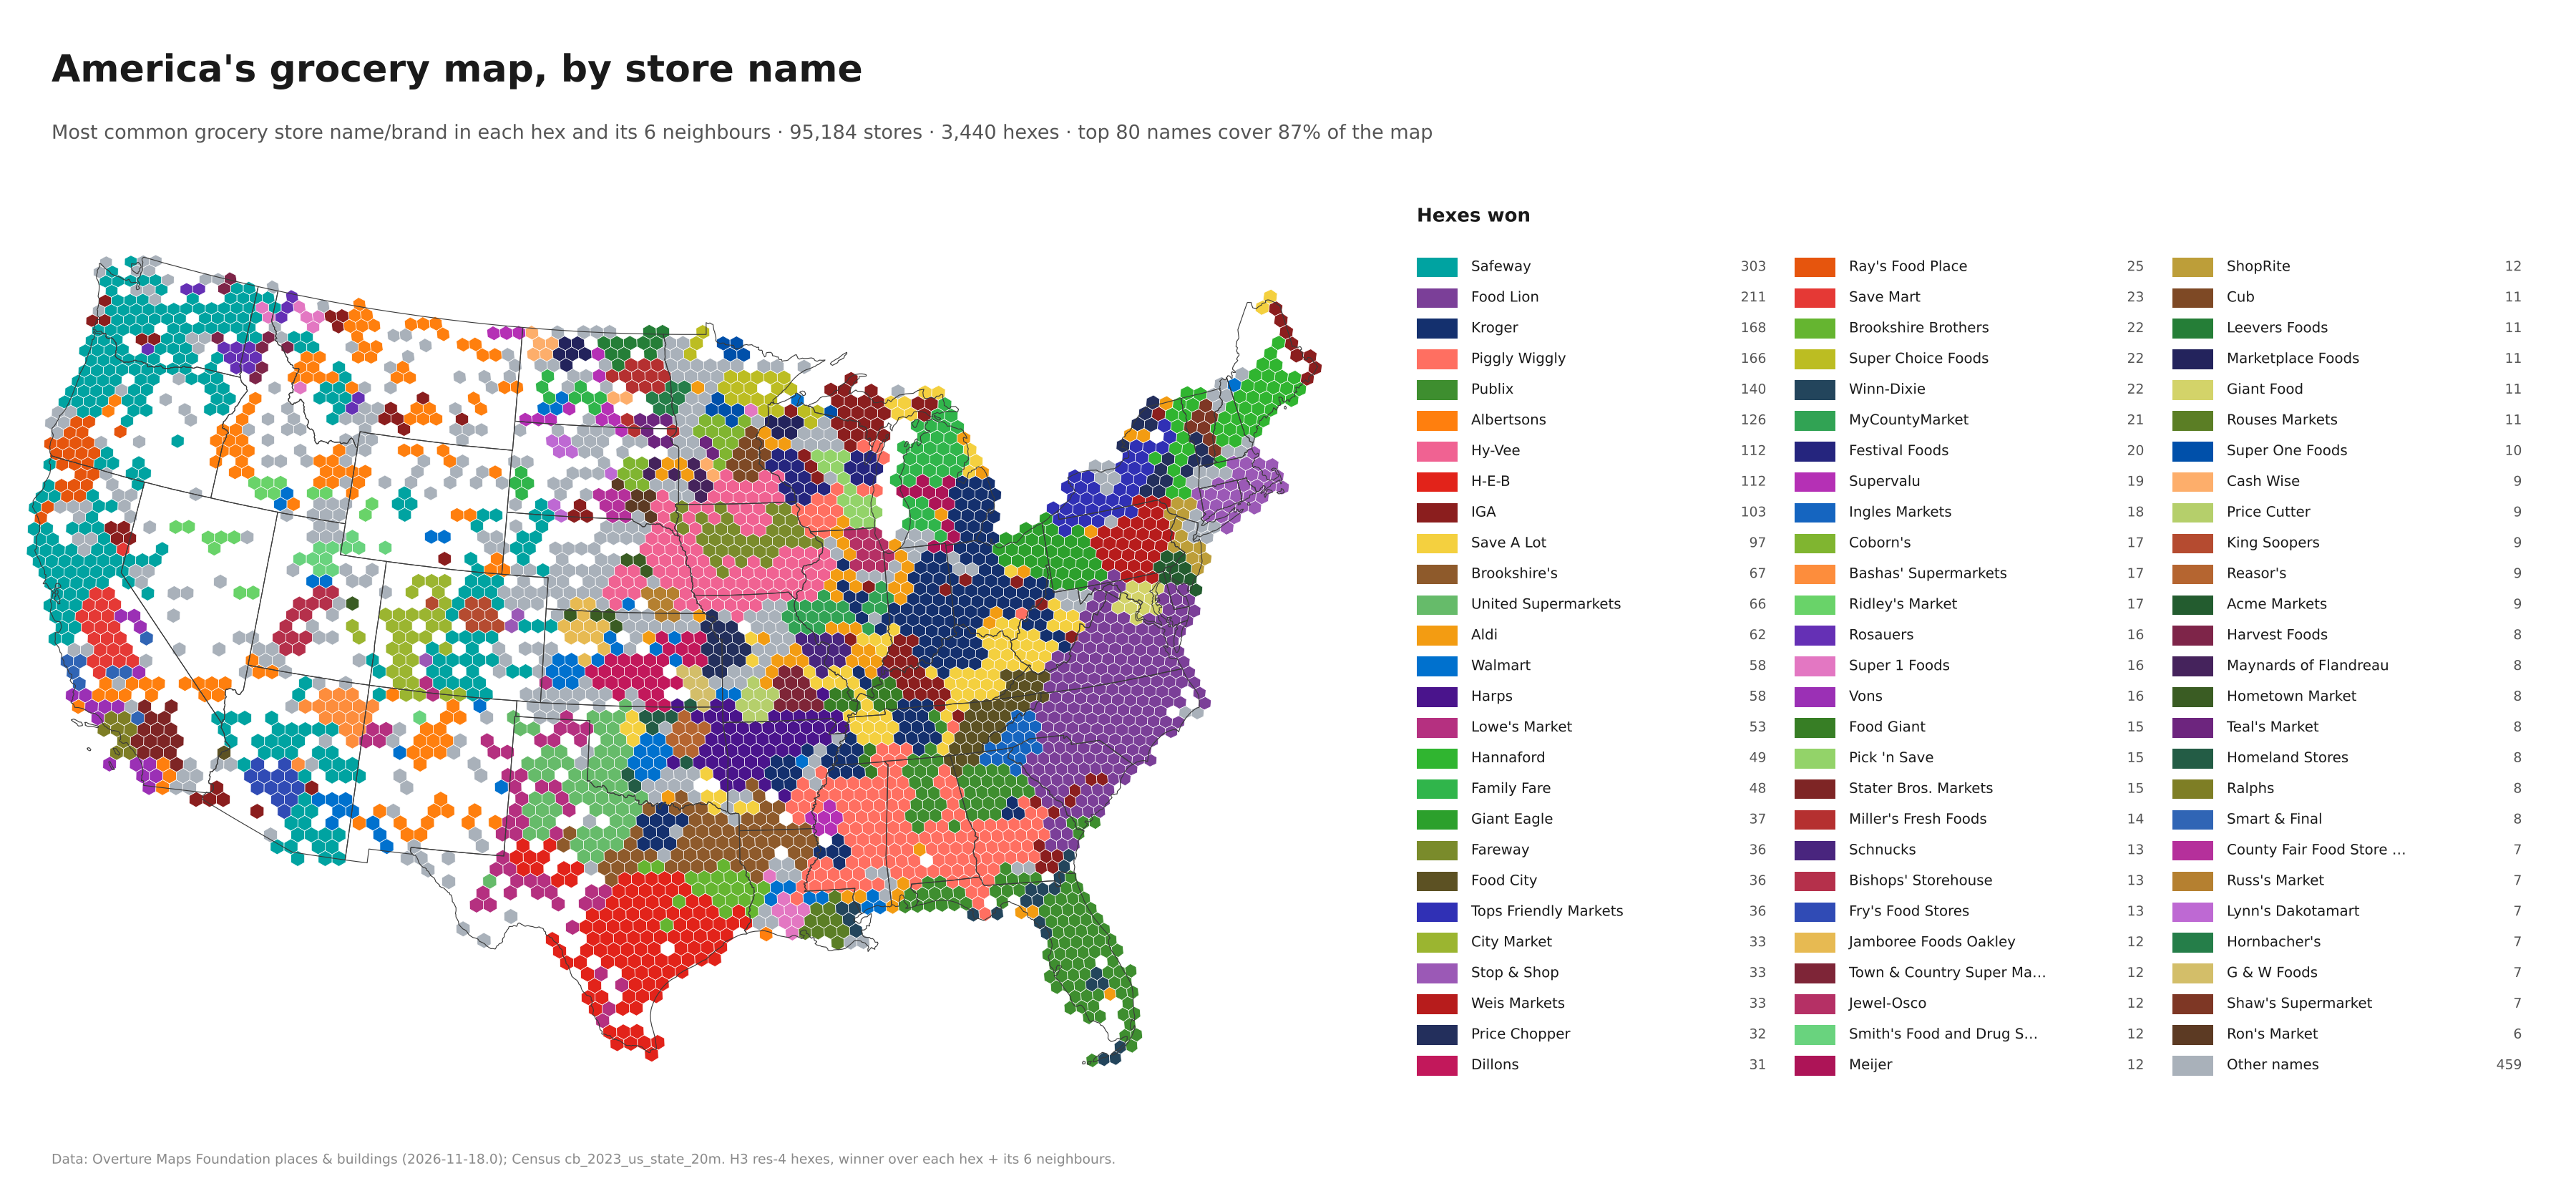 America's grocery map, by store name
Most common grocery store name/brand in each hex and its 6 neighbours · 95,184 stores · 3,440 hexes · top 80 names cover 87% of the map
Hexes won
Safeway 303
Food Lion 211
Kroger 168
Piggly Wiggly 166
Publix 140
Albertsons 126
Hy-Vee 112
H-E-B 112
IGA 103
Save A Lot 97
Brookshire's 67
United Supermarkets 66
Aldi 62
Walmart 58
Harps 58
Lowe's Market 53
Hannaford 49
Family Fare 48
Giant Eagle 37
Fareway 36
Food City 36
Tops Friendly Markets 36
City Market 33
Stop & Shop 33
Weis Markets 33
Price Chopper 32
Dillons 31
Ray's Food Place 25
Save Mart 23
Brookshire Brothers 22
Super Choice Foods 22
Winn-Dixie 22
MyCountyMarket 21
Festival Foods 20
Supervalu 19
Ingles Markets 18
Coborn's 17
Bashas' Supermarkets 17
Ridley's Market 17
Rosauers 16
Super 1 Foods 16
Vons 16
Food Giant 15
Pick 'n Save 15
Stater Bros. Markets 15
Miller's Fresh Foods 14
Schnucks 13
Bishops' Storehouse 13
Fry's Food Stores 13
Jamboree Foods Oakley 12
Town & Country Super Ma... 12
Jewel-Osco 12
Smith's Food and Drug S... 12
Meijer 12
ShopRite 12
Cub 11
Leevers Foods 11
Marketplace Foods 11
Giant Food 11
Rouses Markets 11
Super One Foods 10
Cash Wise 9
Price Cutter 9
King Soopers 9
Reasor's 9
Acme Markets 9
Harvest Foods 8
Maynards of Flandreau 8
Hometown Market 8
Teal's Market 8
Homeland Stores 8
Ralphs 8
Smart & Final 8
County Fair Food Store ... 7
Russ's Market 7
Lynn's Dakotamart 7
Hornbacher's 7
G & W Foods 7
Shaw's Supermarket 7
Ron's Market 6
Other names 459
Data: Overture Maps Foundation places & buildings (2026-11-18.0); Census cb_2023_us_state_20m. H3 res-4 hexes, winner over each hex + its 6 neighbours.